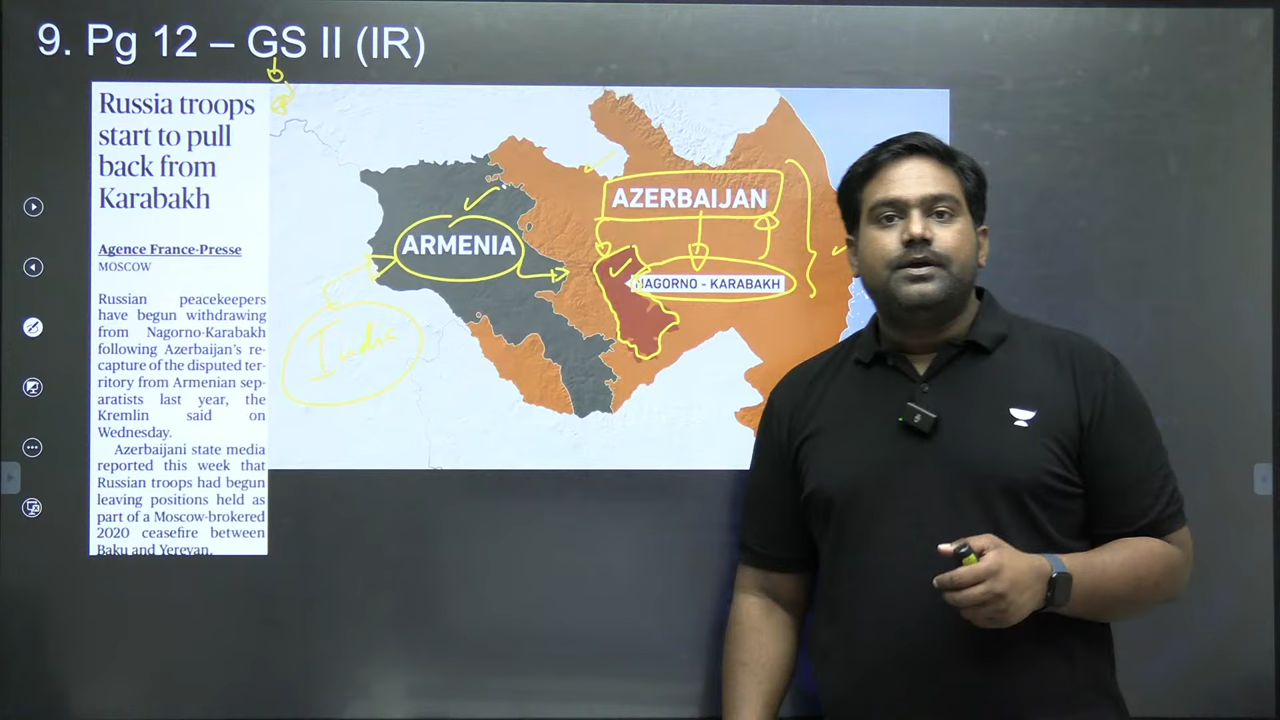 9. Pg 12 – GS II (IR)
Russia troops
start to pull
back from
Karabakh
Agence France-Presse
MOSCOW
Russian peacekeepers
have begun withdrawing
from Nagorno-Karabakh
following Azerbaijan's re-
capture of the disputed ter-
ritory from Armenian sep-
aratists last year, the
Kremlin said on
Wednesday.
Azerbaijani state media
reported this week that
Russian troops had begun
leaving positions held as
part of a Moscow-brokered
2020 ceasefire between
Baku and Yerevan.
ARMENIA
AZERBAIJAN
NAGORNO - KARABAKH
India